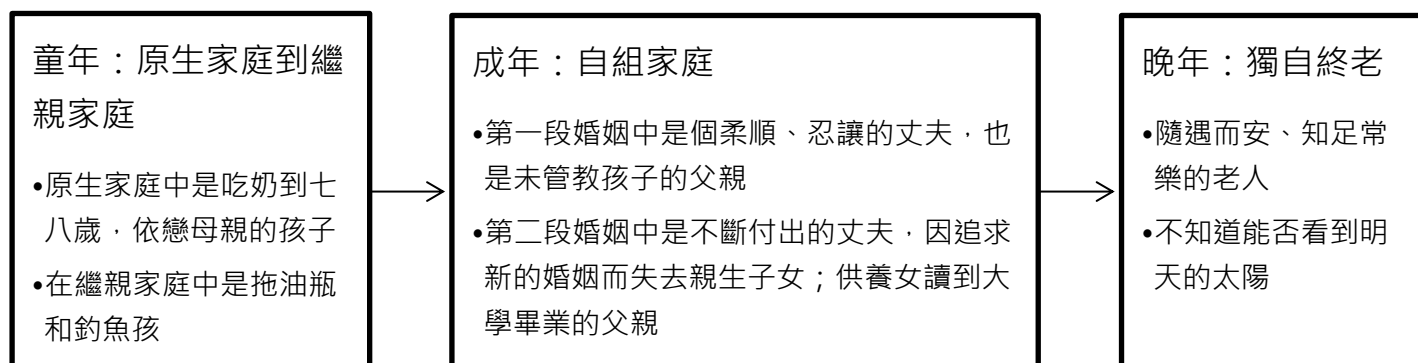 童年：原生家庭到繼
親家庭
•原生家庭中是吃奶到七
八歲，依戀母親的孩子
•在繼親家庭中是拖油瓶
和釣魚孩
成年：自組家庭
•第一段婚姻中是個柔順、忍讓的丈夫，也
是未管教孩子的父親
•第二段婚姻中是不斷付出的丈夫，因追求
新的婚姻而失去親生子女；供養女讀到大
學畢業的父親
晚年：獨自終老
•隨遇而安、知足常
樂的老人
•不知道能否看到明
天的太陽